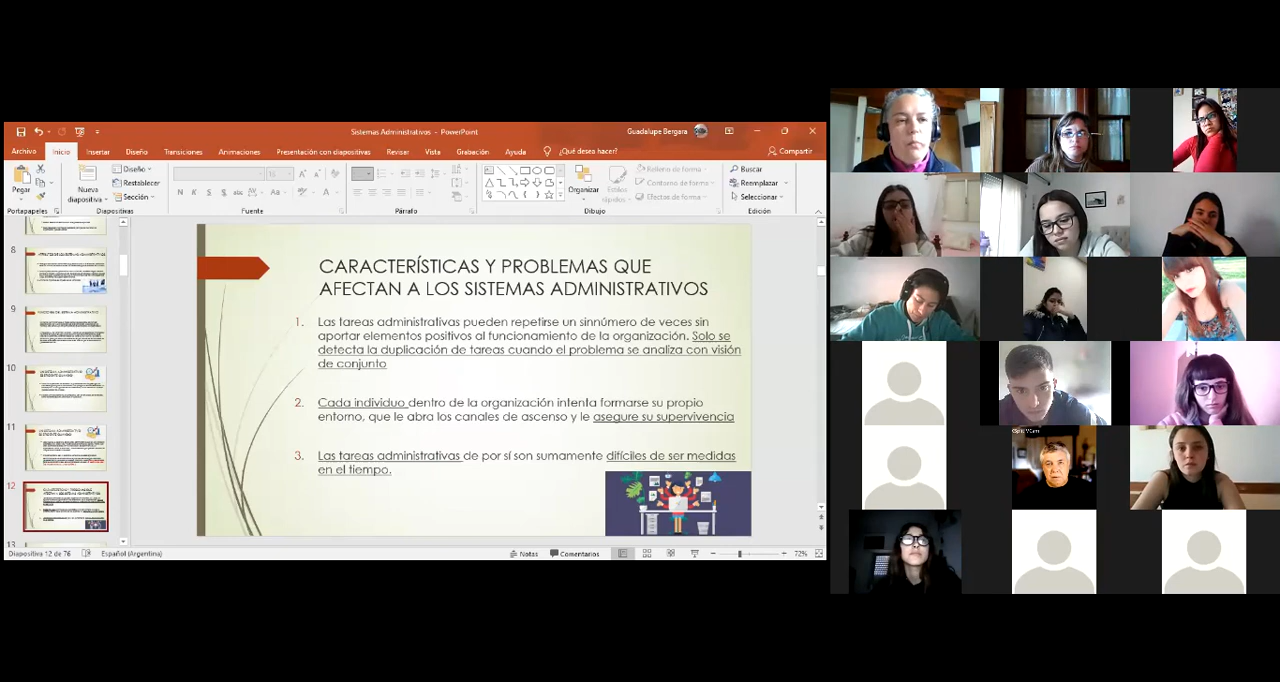 Sistemas Administrativos - PowerPoint
Guadalupe Bergara
Archivo Inicio Insertar Diseño Transiciones Animaciones Presentación con diapositivas Revisar Vista Grabación Ayuda ¿Qué desea hacer? Compartir
Pegar
Nueva diapositiva
Diseño
Restablecer
Sección
N K S
Organizar
Estilos rápidos
Relleno de forma
Contorno de forma
Efectos de forma
Buscar
Reemplazar
Seleccionar
Portapapeles Diapositivas Fuente Párrafo Dibujo Edición
8
9
10
11
12
13
CARACTERÍSTICAS Y PROBLEMAS QUE
AFECTAN A LOS SISTEMAS ADMINISTRATIVOS
1. Las tareas administrativas pueden repetirse un sinnúmero de veces sin
aportar elementos positivos al funcionamiento de la organización. Solo se
detecta la duplicación de tareas cuando el problema se analiza con visión
de conjunto
2. Cada individuo dentro de la organización intenta formarse su propio
entorno, que le abra los canales de ascenso y le asegure su supervivencia
3. Las tareas administrativas de por sí son sumamente difíciles de ser medidas
en el tiempo.
Diapositiva 12 de 76 Español (Argentina) Notas Comentarios 72%